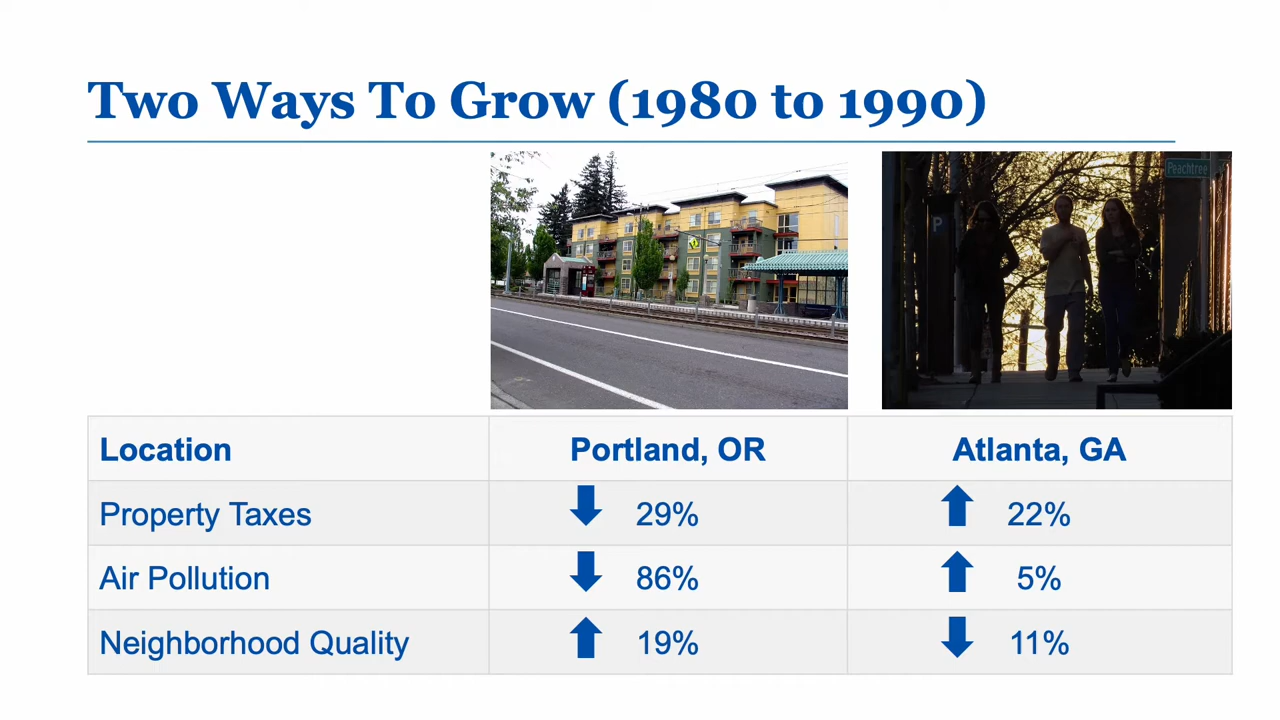 Two Ways To Grow (1980 to 1990)
Peachtree
P
Location Portland, OR Atlanta, GA
Property Taxes 29% 22%
Air Pollution 86% 5%
Neighborhood Quality 19% 11%